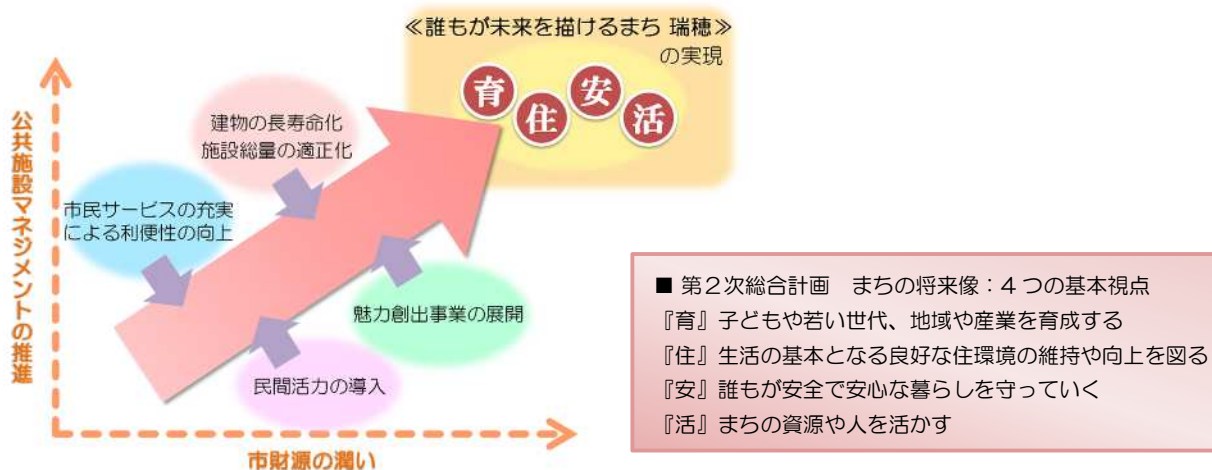 ≪誰もが未来を描けるまち 瑞穂≫
の実現
育
住
安
活
公共施設マネジメントの推進
建物の長寿命化
施設総量の適正化
市民サービスの充実
による利便性の向上
魅力創出事業の展開
民間活力の導入
市財源の潤い
■ 第2次総合計画　まちの将来像：4つの基本視点
『育』子どもや若い世代、地域や産業を育成する
『住』生活の基本となる良好な住環境の維持や向上を図る
『安』誰もが安全で安心な暮らしを守っていく
『活』まちの資源や人を活かす